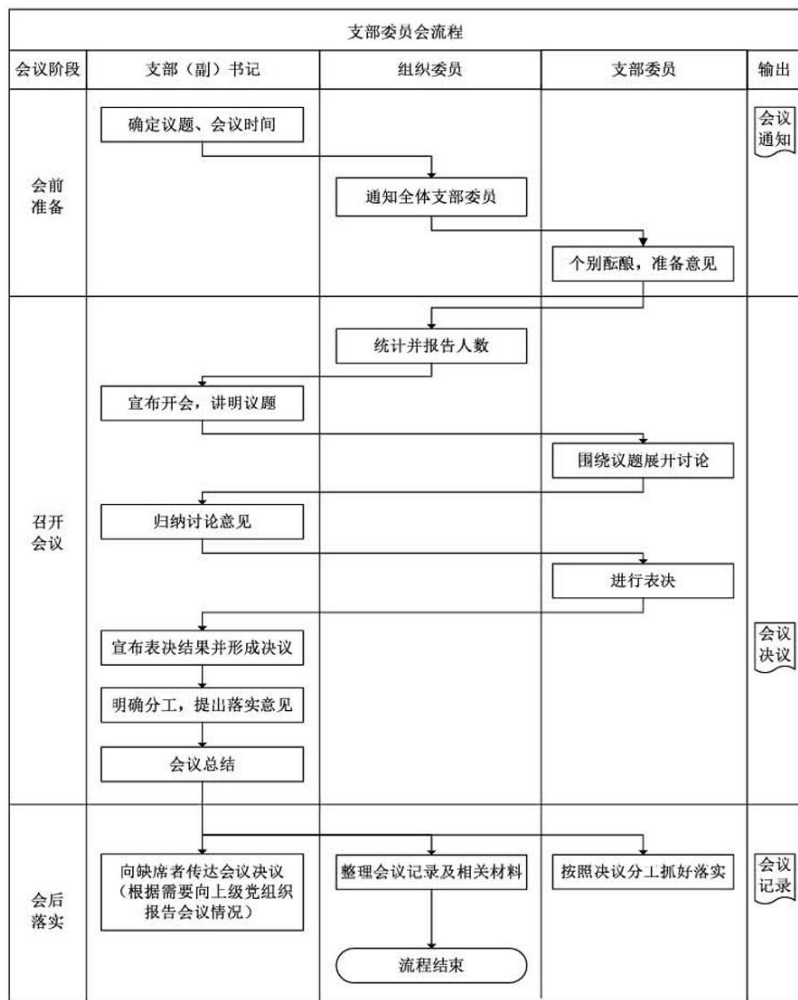 支部委员会流程
会议阶段
支部（副）书记
组织委员
支部委员
输出
会前
准备
确定议题、会议时间
会议
通知
通知全体支部委员
个别酝酿，准备意见
召开
会议
统计并报告人数
宣布开会，讲明议题
围绕议题展开讨论
归纳讨论意见
进行表决
宣布表决结果并形成决议
会议
决议
明确分工，提出落实意见
会议总结
会后
落实
向缺席者传达会议决议
（根据需要向上级党组织
报告会议情况）
整理会议记录及相关材料
按照决议分工抓好落实
会议
记录
流程结束